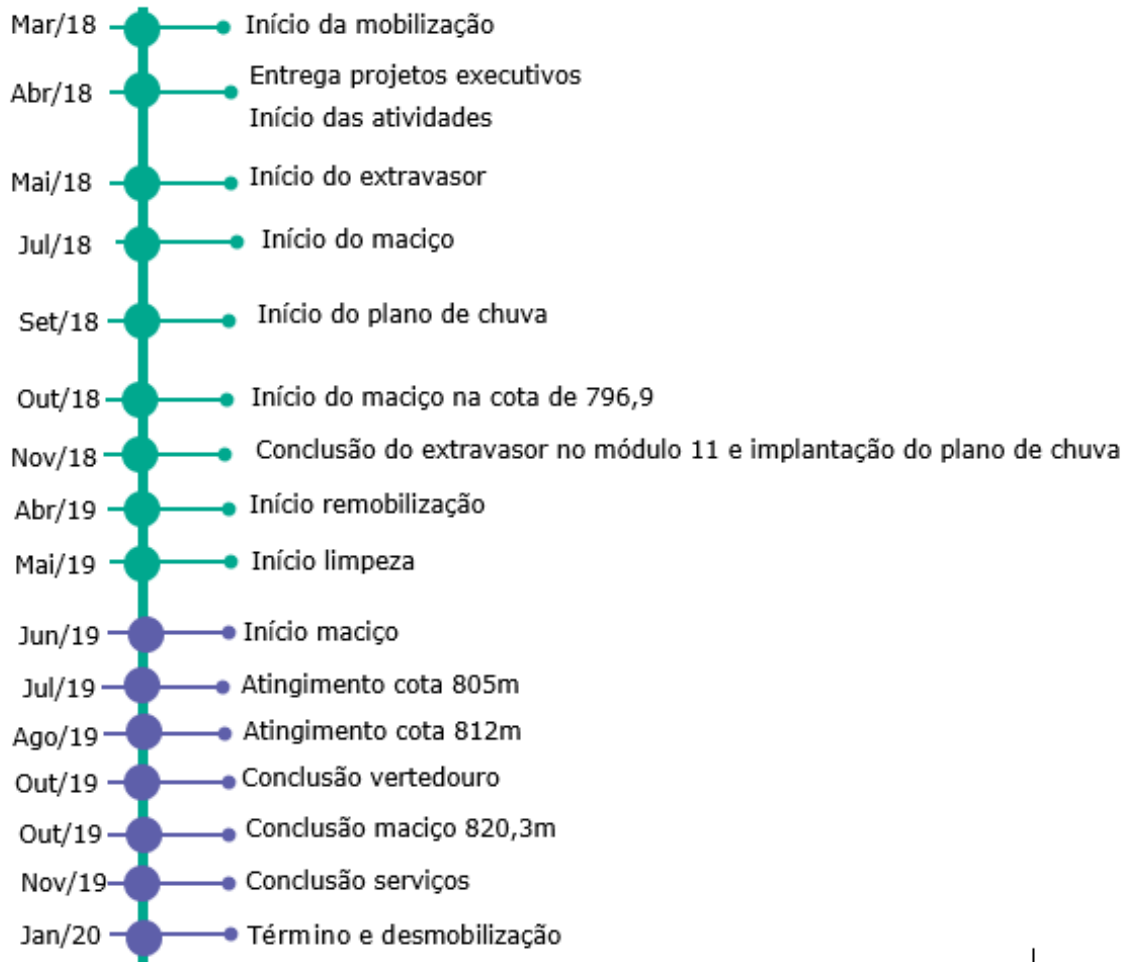 Mar/18 Início da mobilização
Abr/18 Entrega projetos executivos
Início das atividades
Mai/18 Início do extravasor
Jul/18 Início do maciço
Set/18 Início do plano de chuva
Out/18 Início do maciço na cota de 796,9
Nov/18 Conclusão do extravasor no módulo 11 e implantação do plano de chuva
Abr/19 Início remobilização
Mai/19 Início limpeza
Jun/19 Início maciço
Jul/19 Atingimento cota 805m
Ago/19 Atingimento cota 812m
Out/19 Conclusão vertedouro
Out/19 Conclusão maciço 820,3m
Nov/19 Conclusão serviços
Jan/20 Término e desmobilização